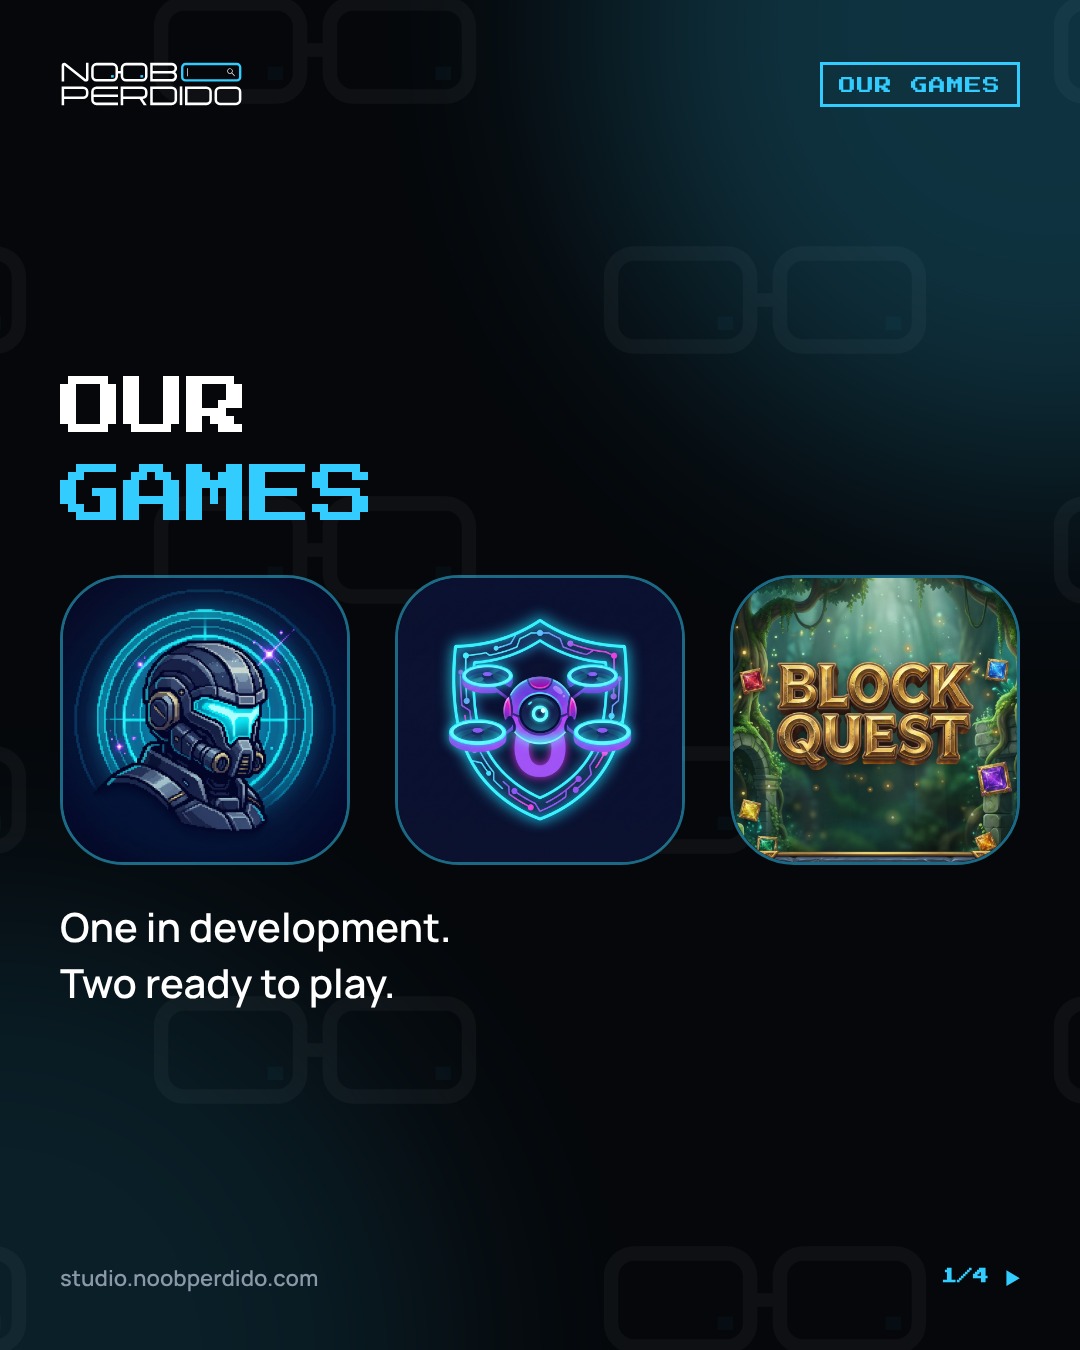 NOOB
PERDIDO
OUR GAMES
OUR
GAMES
BLOCK
QUEST
One in development.
Two ready to play.
studio.noobperdido.com
1/4